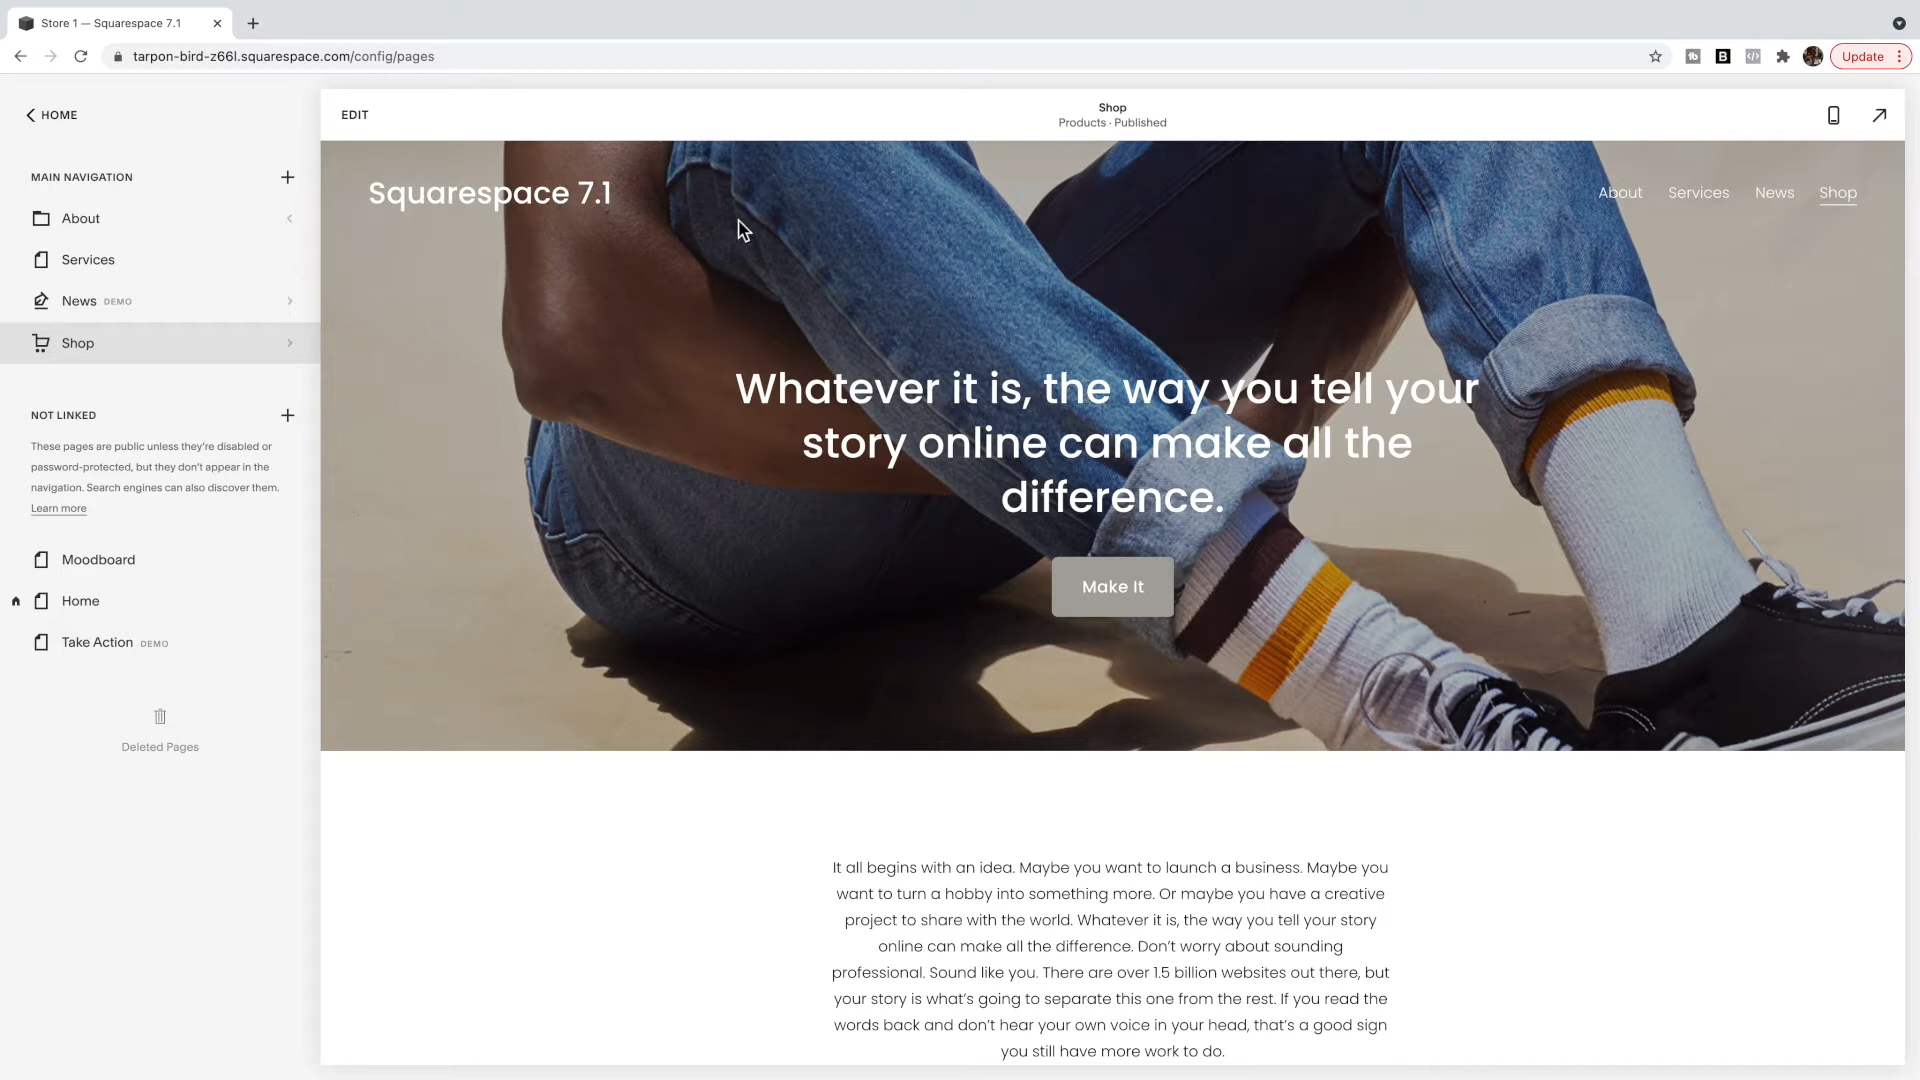 Store 1 — Squarespace 7.1
tarpon-bird-z66l.squarespace.com/config/pages
Update
HOME
EDIT
Shop
Products · Published
MAIN NAVIGATION
About
Services
News DEMO
Shop
NOT LINKED
These pages are public unless they're disabled or
password-protected, but they don't appear in the
navigation. Search engines can also discover them.
Learn more
Moodboard
Home
Take Action DEMO
Deleted Pages
Squarespace 7.1
About Services News Shop
Whatever it is, the way you tell your
story online can make all the
difference.
Make It
It all begins with an idea. Maybe you want to launch a business. Maybe you
want to turn a hobby into something more. Or maybe you have a creative
project to share with the world. Whatever it is, the way you tell your story
online can make all the difference. Don't worry about sounding
professional. Sound like you. There are over 1.5 billion websites out there, but
your story is what's going to separate this one from the rest. If you read the
words back and don't hear your own voice in your head, that's a good sign
you still have more work to do.